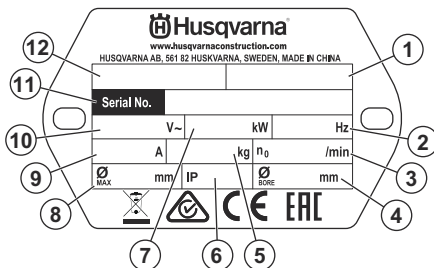 Husqvarna
www.husqvarnaconstruction.com
HUSQVARNA AB, 561 82 HUSKVARNA, SWEDEN, MADE IN CHINA
12 1
11 Serial No.
10 V~ kW Hz 2
9 A kg n0 /min 3
8 Ø MAX mm IP Ø BORE mm 4
CE EAC
7 6 5